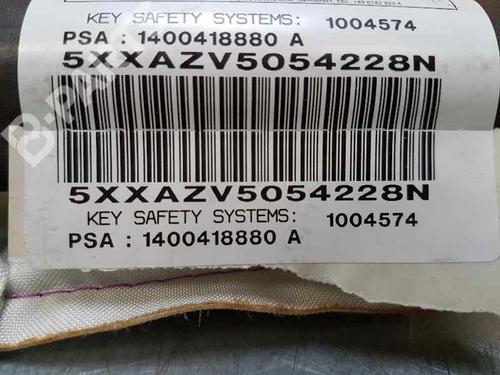 KEY SAFETY SYSTEMS: 1004574
PSA : 1400418880 A
5XXAZV5054228N
5XXAZV5054228N
KEY SAFETY SYSTEMS: 1004574
PSA : 1400418880 A